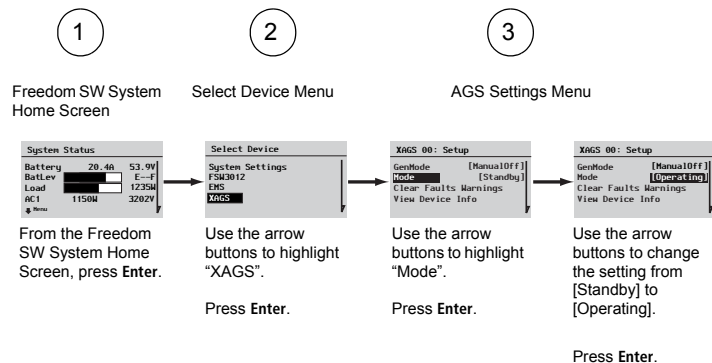 1
2
3
Freedom SW System
Home Screen
Select Device Menu
AGS Settings Menu
System Status
Battery 20.4A 53.9V
BatLev E--F
Load 1235W
AC1 1150W 3202V
Menu
Select Device
System Settings
FSW3012
EMS
XAGS
XAGS 00: Setup
GenMode [ManualOff]
Mode [Standby]
Clear Faults Warnings
View Device Info
XAGS 00: Setup
GenMode [ManualOff]
Mode [Operating]
Clear Faults Warnings
View Device Info
From the Freedom
SW System Home
Screen, press Enter.
Use the arrow
buttons to highlight
“XAGS”.
Press Enter.
Use the arrow
buttons to highlight
“Mode”.
Press Enter.
Use the arrow
buttons to change
the setting from
[Standby] to
[Operating].
Press Enter.